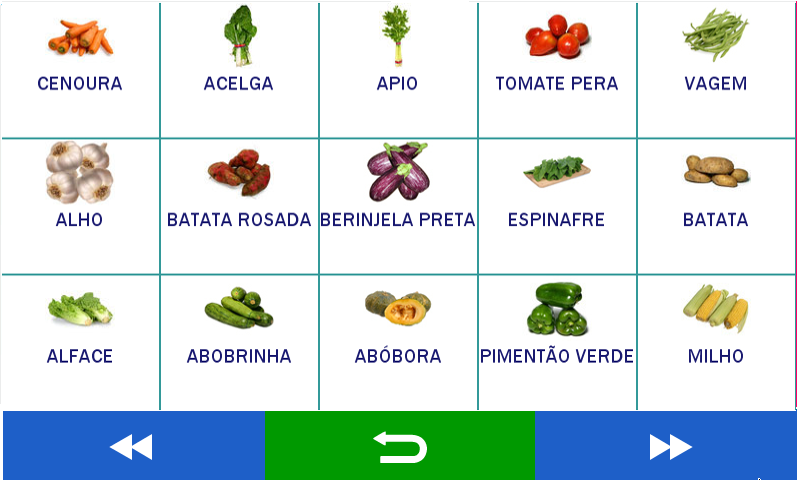 CENOURA
ACELGA
APIO
TOMATE PERA
VAGEM
ALHO
BATATA ROSADA
BERINJELA PRETA
ESPINAFRE
BATATA
ALFACE
ABOBRINHA
ABÓBORA
PIMENTÃO VERDE
MILHO